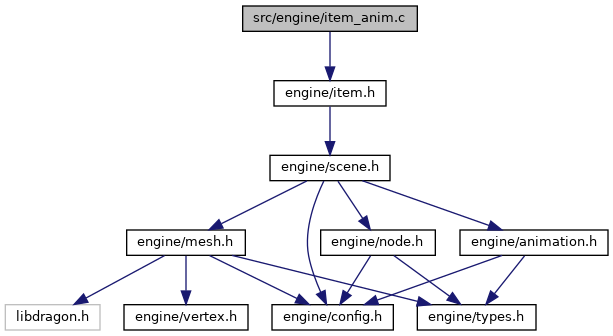 src/engine/item_anim.c
engine/item.h
engine/scene.h
engine/mesh.h
engine/node.h
engine/animation.h
libdragon.h
engine/vertex.h
engine/config.h
engine/types.h